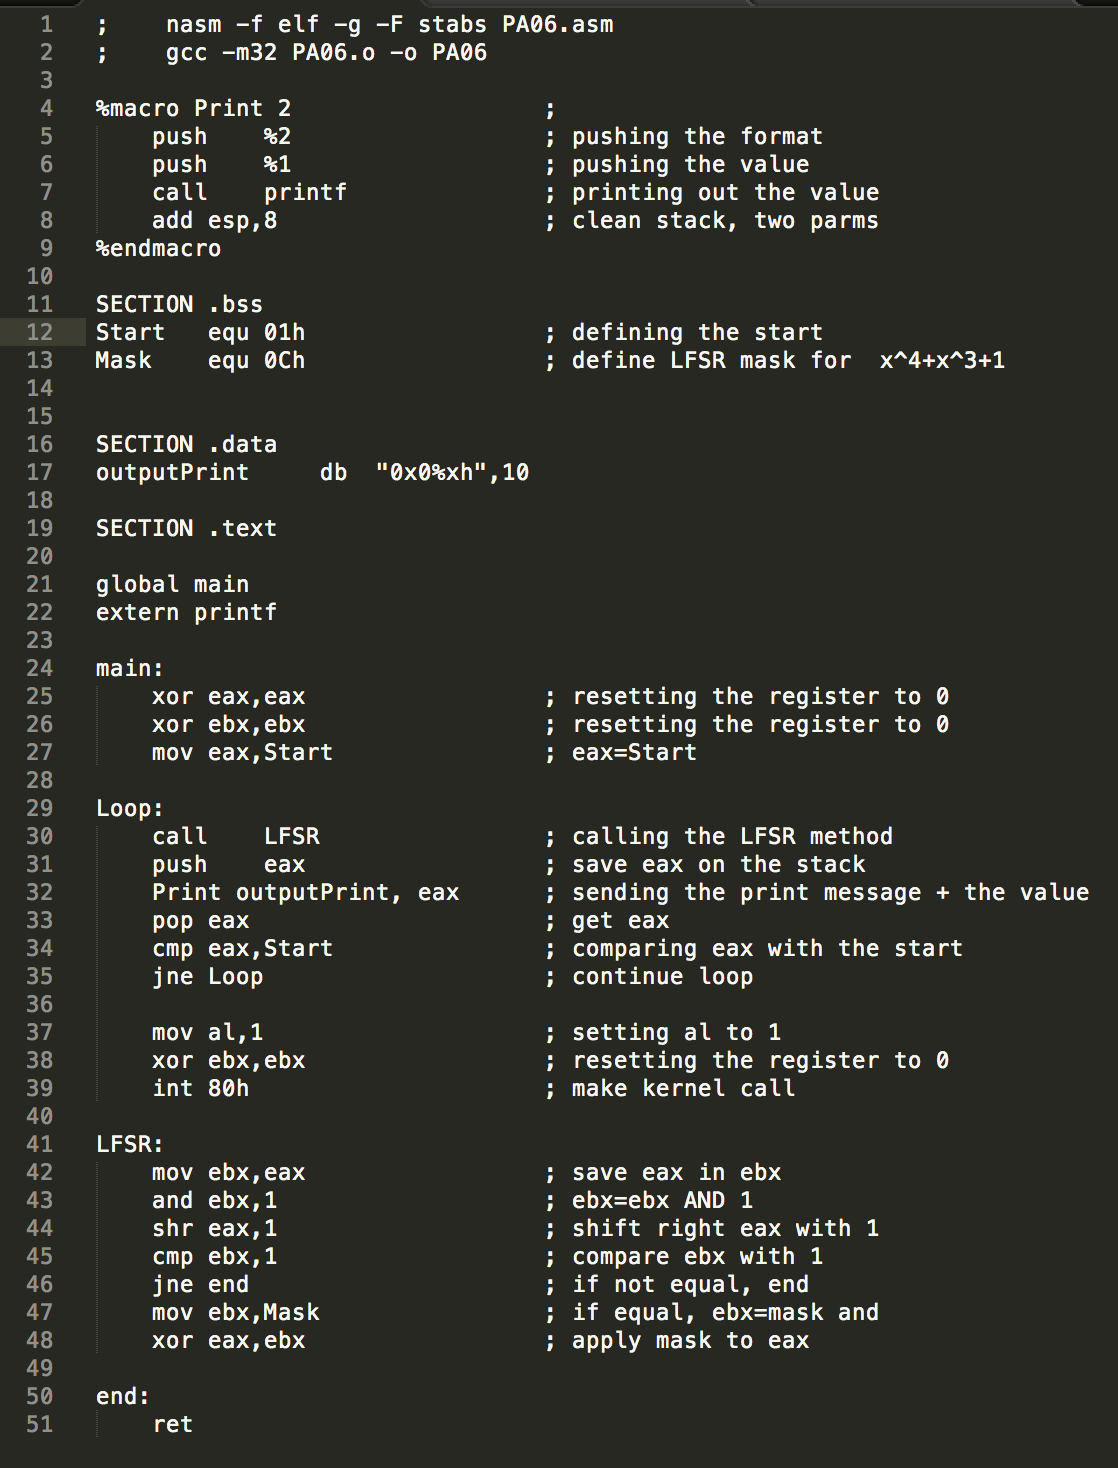 1 ;    nasm -f elf -g -F stabs PA06.asm
2 ;    gcc -m32 PA06.o -o PA06
3
4 %macro Print 2                  ;
5     push    %2                  ; pushing the format
6     push    %1                  ; pushing the value
7     call    printf              ; printing out the value
8     add esp,8                   ; clean stack, two parms
9 %endmacro
10
11 SECTION .bss
12 Start   equ 01h                 ; defining the start
13 Mask    equ 0Ch                 ; define LFSR mask for  x^4+x^3+1
14
15
16 SECTION .data
17 outputPrint     db  "0x0%xh",10
18
19 SECTION .text
20
21 global main
22 extern printf
23
24 main:
25     xor eax,eax                 ; resetting the register to 0
26     xor ebx,ebx                 ; resetting the register to 0
27     mov eax,Start               ; eax=Start
28
29 Loop:
30     call    LFSR                ; calling the LFSR method
31     push    eax                 ; save eax on the stack
32     Print outputPrint, eax      ; sending the print message + the value
33     pop eax                     ; get eax
34     cmp eax,Start               ; comparing eax with the start
35     jne Loop                    ; continue loop
36
37     mov al,1                    ; setting al to 1
38     xor ebx,ebx                 ; resetting the register to 0
39     int 80h                     ; make kernel call
40
41 LFSR:
42     mov ebx,eax                 ; save eax in ebx
43     and ebx,1                   ; ebx=ebx AND 1
44     shr eax,1                   ; shift right eax with 1
45     cmp ebx,1                   ; compare ebx with 1
46     jne end                     ; if not equal, end
47     mov ebx,Mask                ; if equal, ebx=mask and
48     xor eax,ebx                 ; apply mask to eax
49
50 end:
51     ret